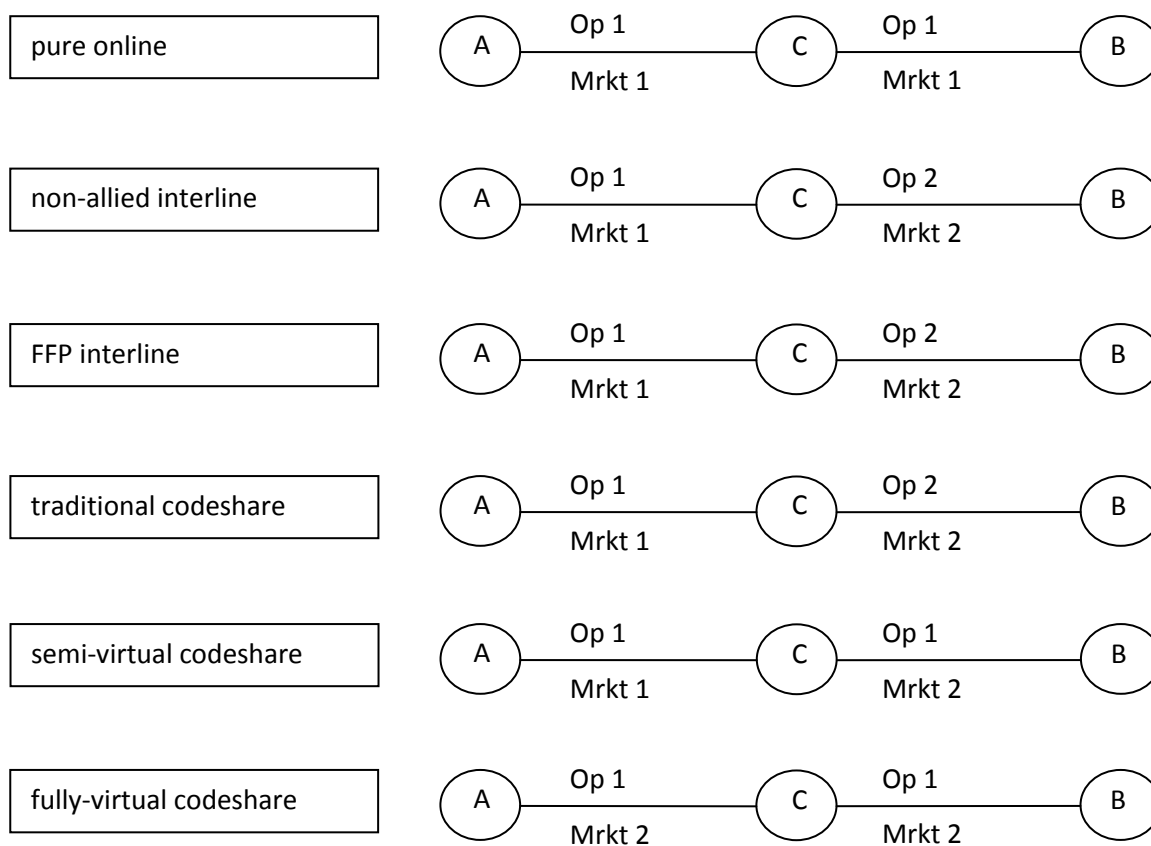 pure online
A Op 1 C Op 1 B
Mrkt 1 Mrkt 1
non-allied interline
A Op 1 C Op 2 B
Mrkt 1 Mrkt 2
FFP interline
A Op 1 C Op 2 B
Mrkt 1 Mrkt 2
traditional codeshare
A Op 1 C Op 2 B
Mrkt 1 Mrkt 2
semi-virtual codeshare
A Op 1 C Op 1 B
Mrkt 1 Mrkt 2
fully-virtual codeshare
A Op 1 C Op 1 B
Mrkt 2 Mrkt 2